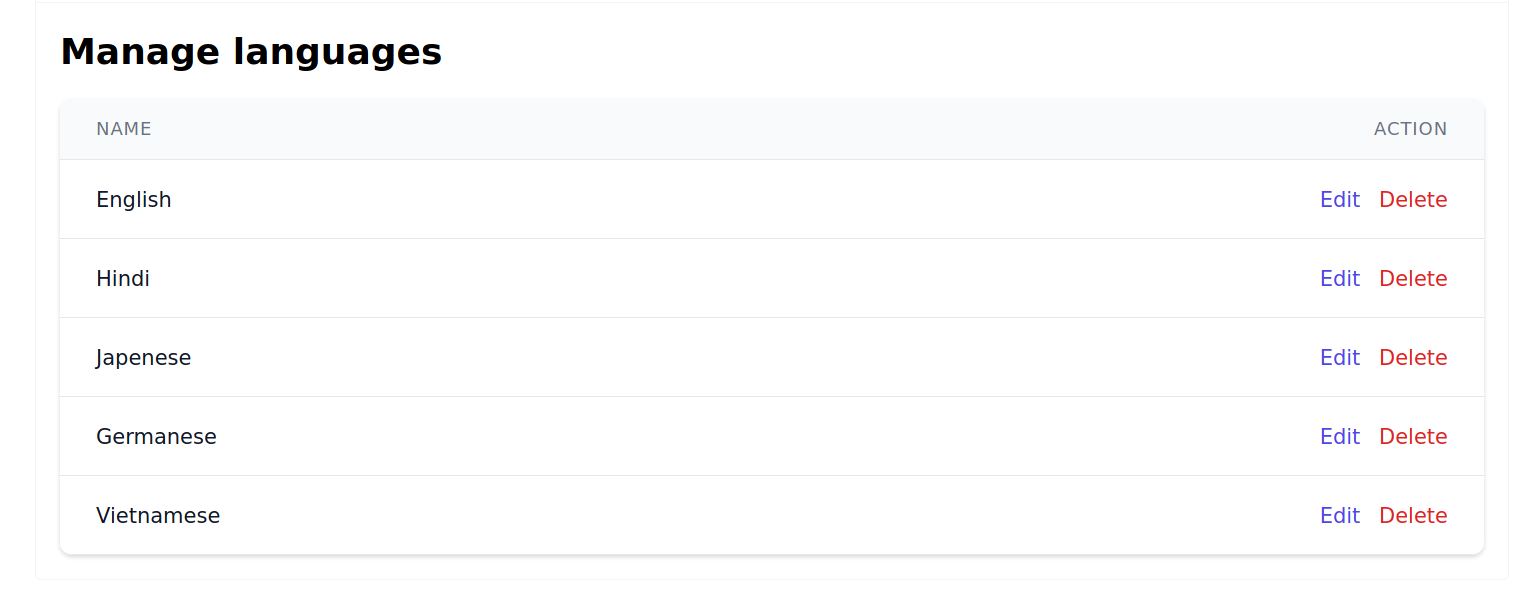 Manage languages
NAME ACTION
English Edit Delete
Hindi Edit Delete
Japenese Edit Delete
Germanese Edit Delete
Vietnamese Edit Delete